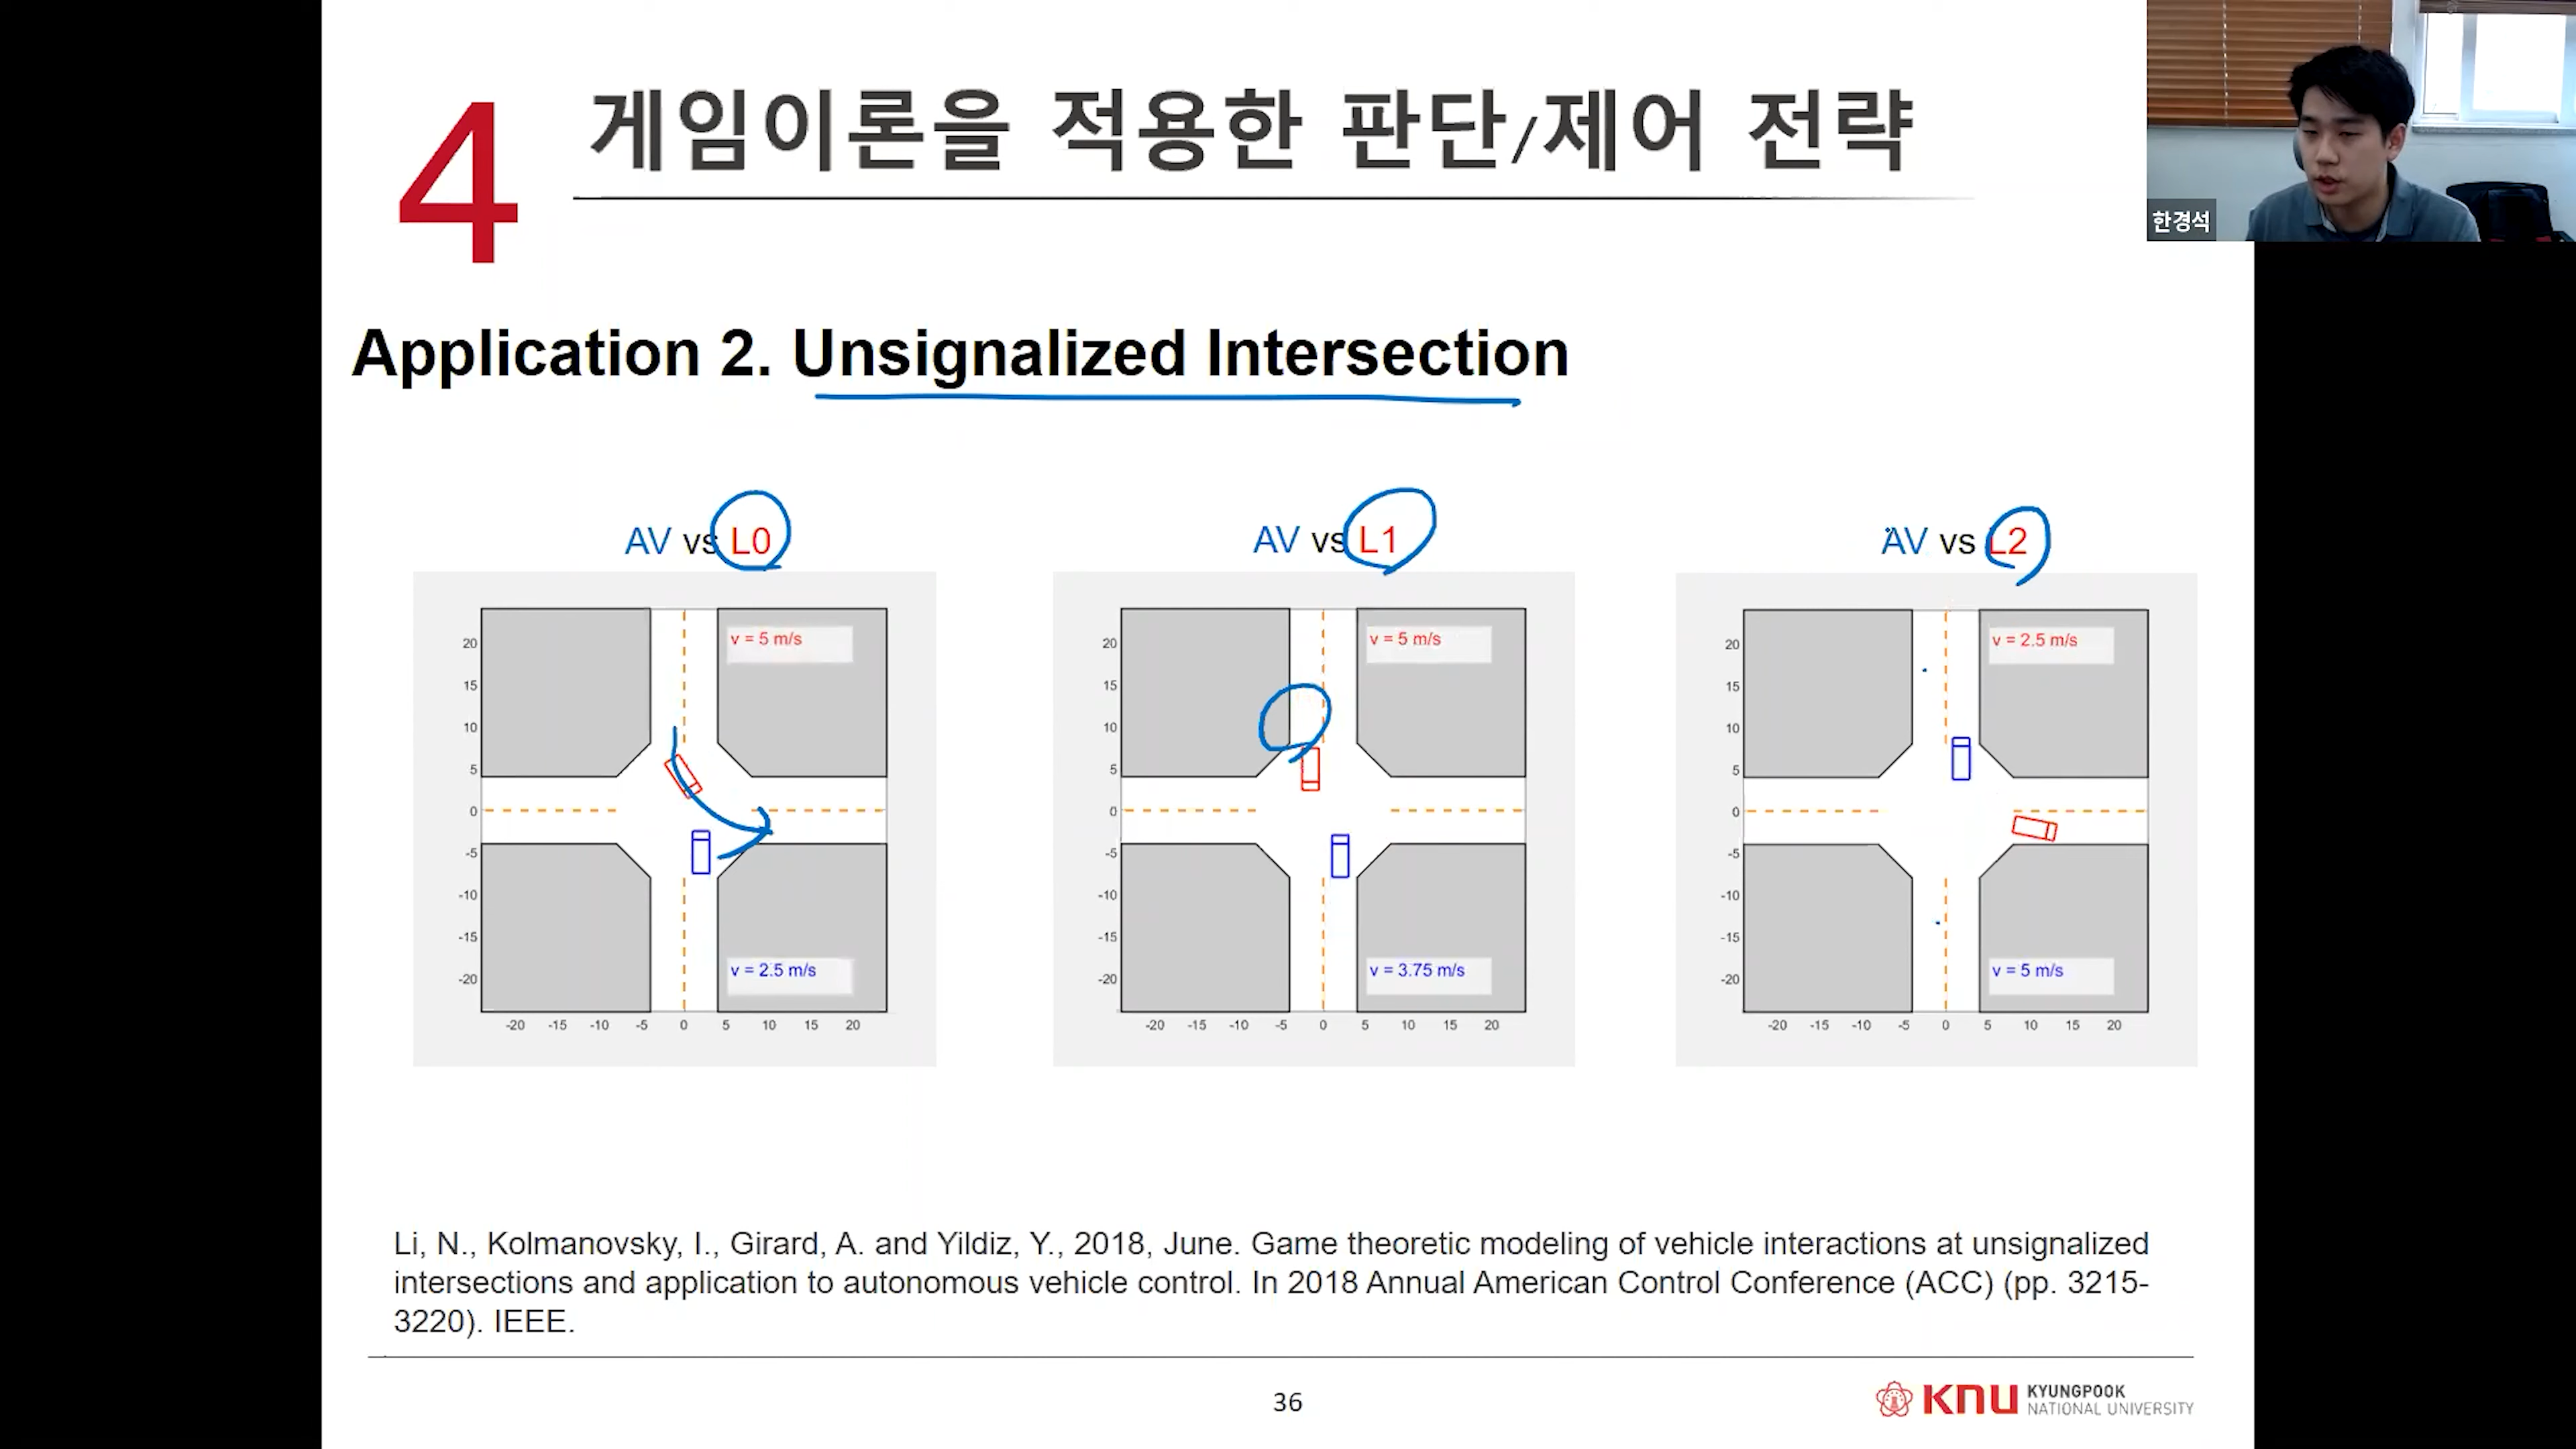 4
게임이론을 적용한 판단/제어 전략
한경석
Application 2. Unsignalized Intersection
AV vs L0
AV vs L1
AV vs L2
v = 5 m/s
20
15
10
5
0
-5
-10
-15
-20
v = 2.5 m/s
-20 -15 -10 -5 0 5 10 15 20
v = 5 m/s
20
15
10
5
0
-5
-10
-15
-20
v = 3.75 m/s
-20 -15 -10 -5 0 5 10 15 20
v = 2.5 m/s
20
15
10
5
0
-5
-10
-15
-20
v = 5 m/s
-20 -15 -10 -5 0 5 10 15 20
Li, N., Kolmanovsky, I., Girard, A. and Yildiz, Y., 2018, June. Game theoretic modeling of vehicle interactions at unsignalized
intersections and application to autonomous vehicle control. In 2018 Annual American Control Conference (ACC) (pp. 3215-
3220). IEEE.
36
KNU KYUNGPOOK
NATIONAL UNIVERSITY